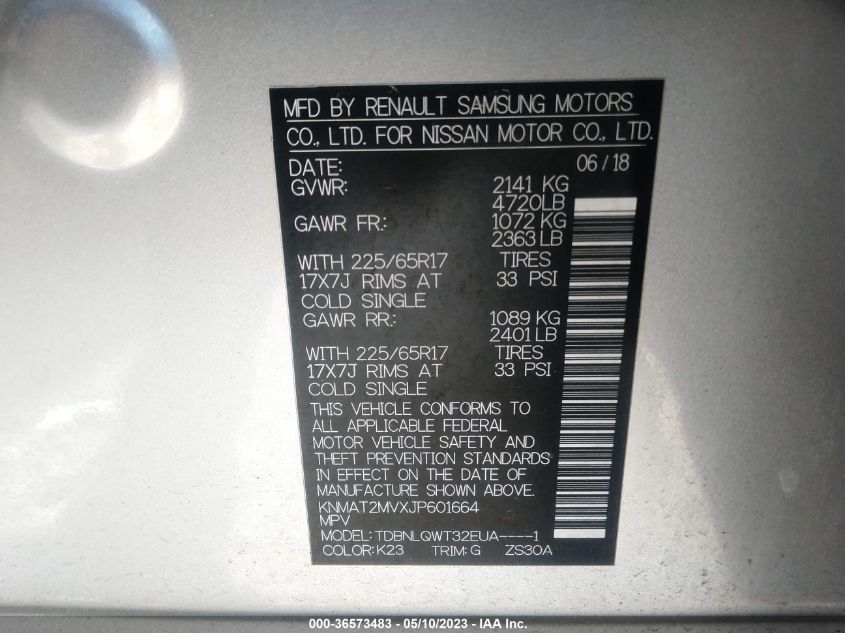 MFD BY RENAULT SAMSUNG MOTORS
CO., LTD. FOR NISSAN MOTOR CO., LTD.
DATE: 06/18
GVWR: 2141 KG
4720LB
GAWR FR.: 1072 KG
2363LB
WITH 225/65R17 TIRES
17X7J RIMS AT 33 PSI
COLD SINGLE
GAWR RR.: 1089 KG
2401LB
WITH 225/65R17 TIRES
17X7J RIMS AT 33 PSI
COLD SINGLE
THIS VEHICLE CONFORMS TO
ALL APPLICABLE FEDERAL
MOTOR VEHICLE SAFETY AND
THEFT PREVENTION STANDARDS
IN EFFECT ON THE DATE OF
MANUFACTURE SHOWN ABOVE.
KNMAT2MVXJP601664
MPV
MODEL: TDBNLQWT32EUA----1
COLOR: K23 TRIM: G ZS30A
000-36573483 - 05/10/2023 - IAA Inc.